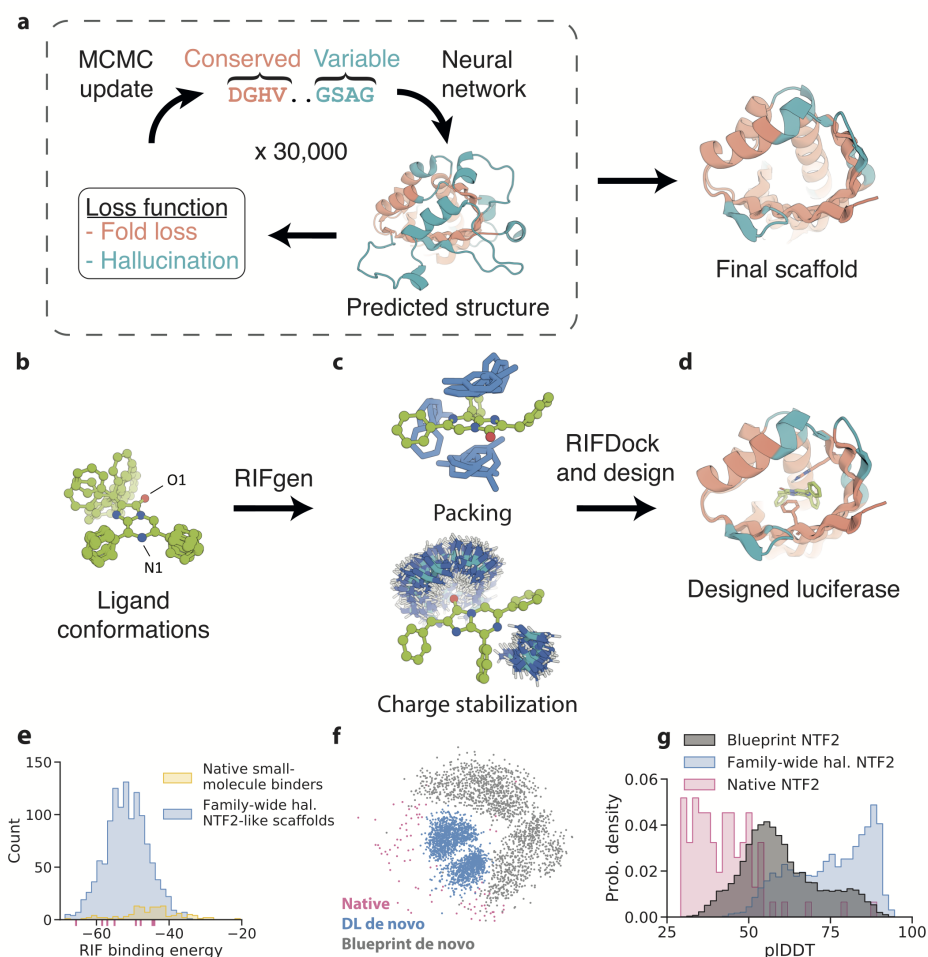 a
MCMC
update
Conserved
Variable
DGHV..GSAG
Neural
network
x 30,000
Loss function
- Fold loss
- Hallucination
Predicted structure
Final scaffold
b
O1
N1
Ligand
conformations
RIFgen
c
Packing
Charge stabilization
RIFDock
and design
d
Designed luciferase
e
150
100
50
0
Count
Native small-
molecule binders
Family-wide hal.
NTF2-like scaffolds
−60
−40
−20
RIF binding energy
f
Native
DL de novo
Blueprint de novo
g
Blueprint NTF2
Family-wide hal. NTF2
Native NTF2
0.06
0.04
0.02
0.00
Prob. density
25
50
75
100
plDDT